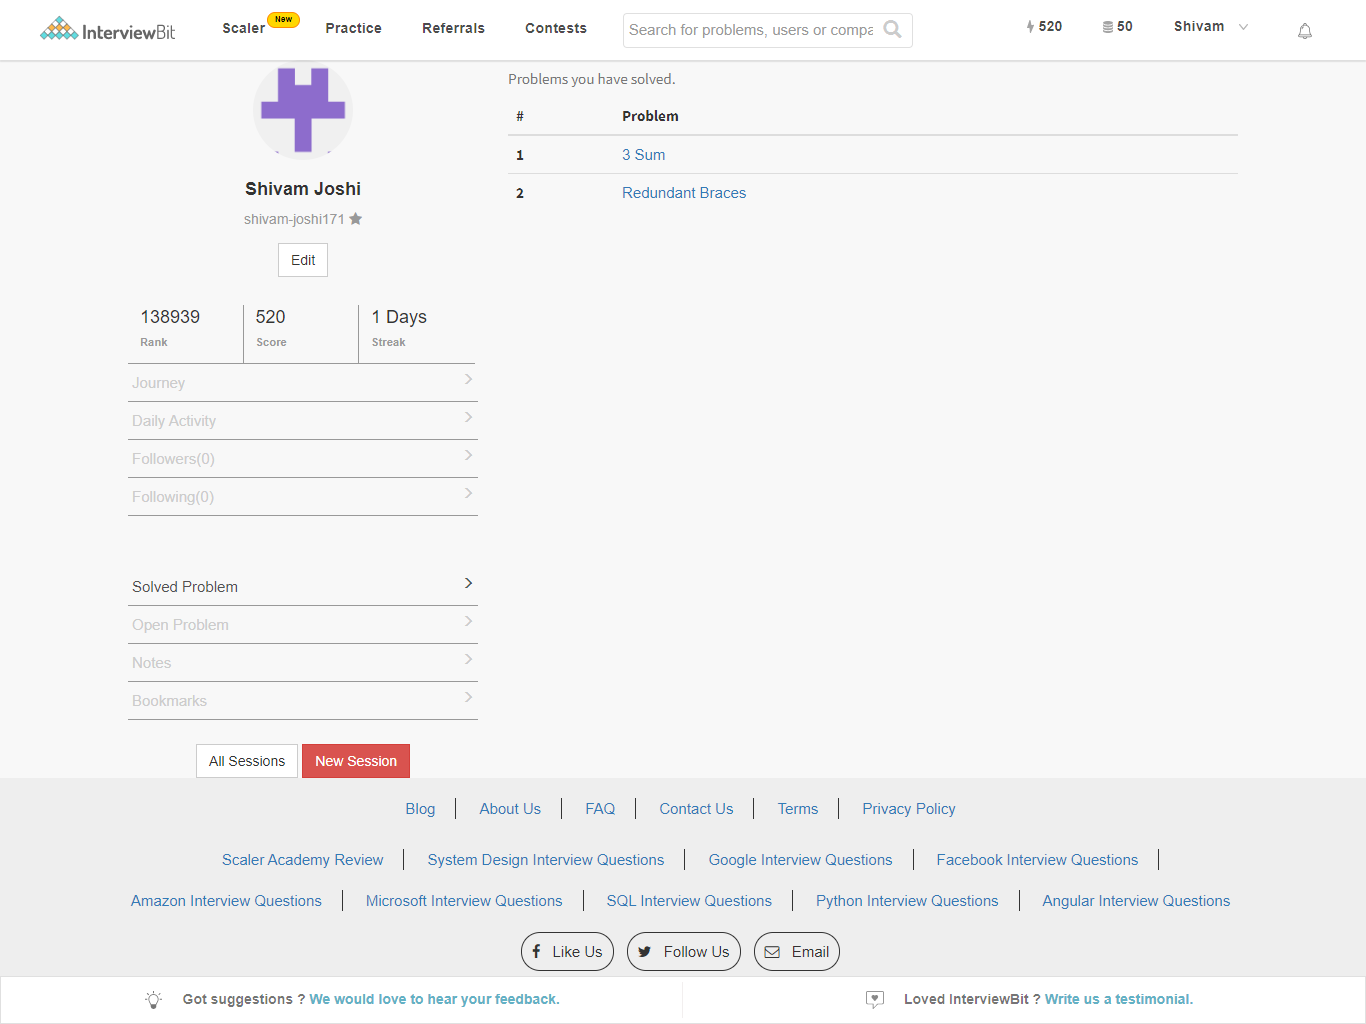 InterviewBit
Scaler New Practice Referrals Contests Search for problems, users or compa 520 50 Shivam
Problems you have solved.
# Problem
1 3 Sum
2 Redundant Braces
Shivam Joshi
shivam-joshi171
Edit
138939 520 1 Days
Rank Score Streak
Journey
Daily Activity
Followers(0)
Following(0)
Solved Problem
Open Problem
Notes
Bookmarks
All Sessions New Session
Blog About Us FAQ Contact Us Terms Privacy Policy
Scaler Academy Review System Design Interview Questions Google Interview Questions Facebook Interview Questions
Amazon Interview Questions Microsoft Interview Questions SQL Interview Questions Python Interview Questions Angular Interview Questions
Like Us Follow Us Email
Got suggestions ? We would love to hear your feedback. Loved InterviewBit ? Write us a testimonial.